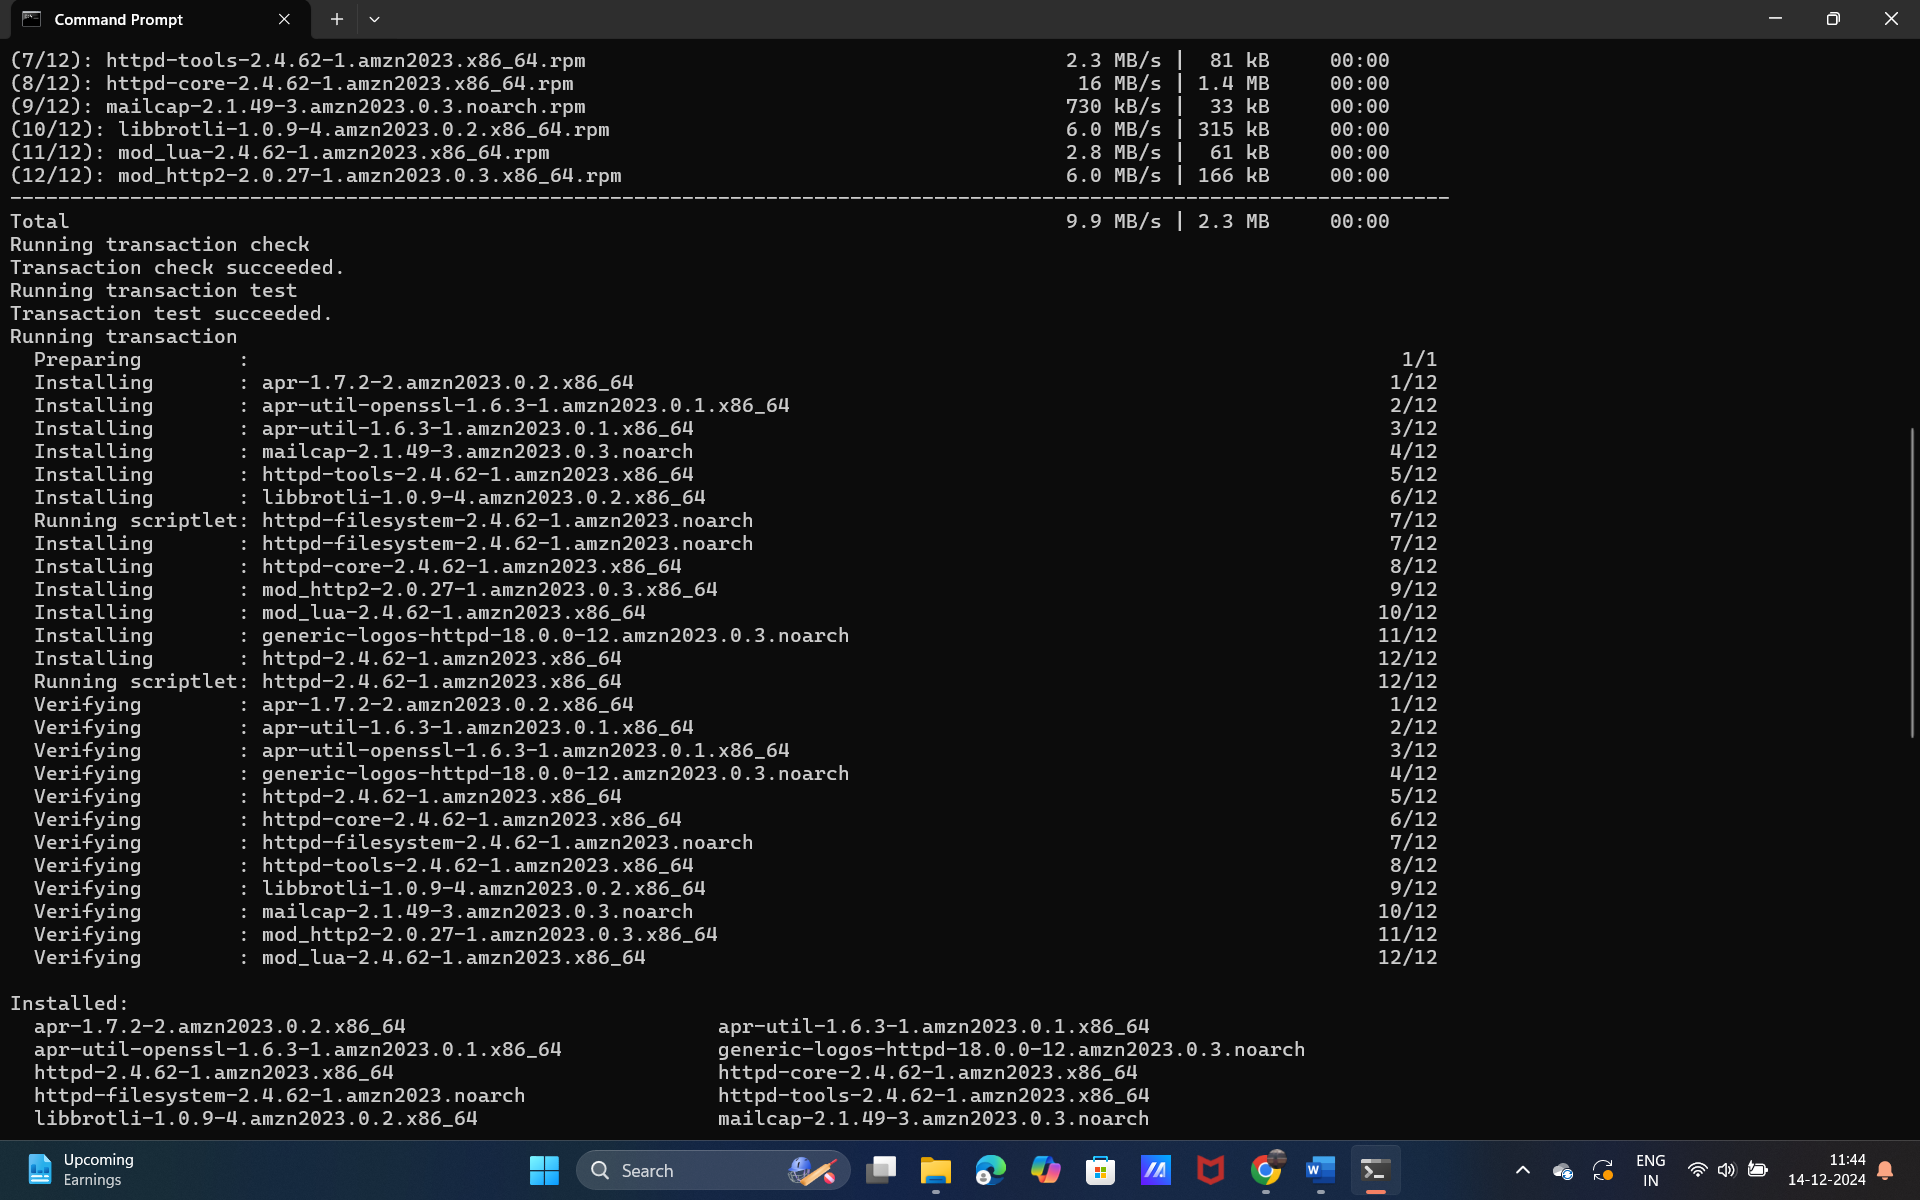 Command Prompt
(7/12): httpd-tools-2.4.62-1.amzn2023.x86_64.rpm 2.3 MB/s | 81 kB 00:00
(8/12): httpd-core-2.4.62-1.amzn2023.x86_64.rpm 16 MB/s | 1.4 MB 00:00
(9/12): mailcap-2.1.49-3.amzn2023.0.3.noarch.rpm 730 kB/s | 33 kB 00:00
(10/12): libbrotli-1.0.9-4.amzn2023.0.2.x86_64.rpm 6.0 MB/s | 315 kB 00:00
(11/12): mod_lua-2.4.62-1.amzn2023.x86_64.rpm 2.8 MB/s | 61 kB 00:00
(12/12): mod_http2-2.0.27-1.amzn2023.0.3.x86_64.rpm 6.0 MB/s | 166 kB 00:00
------------------------------------------------------------------------------------------------------------------------
Total 9.9 MB/s | 2.3 MB 00:00
Running transaction check
Transaction check succeeded.
Running transaction test
Transaction test succeeded.
Running transaction
Preparing : 1/1
Installing : apr-1.7.2-2.amzn2023.0.2.x86_64 1/12
Installing : apr-util-openssl-1.6.3-1.amzn2023.0.1.x86_64 2/12
Installing : apr-util-1.6.3-1.amzn2023.0.1.x86_64 3/12
Installing : mailcap-2.1.49-3.amzn2023.0.3.noarch 4/12
Installing : httpd-tools-2.4.62-1.amzn2023.x86_64 5/12
Installing : libbrotli-1.0.9-4.amzn2023.0.2.x86_64 6/12
Running scriptlet: httpd-filesystem-2.4.62-1.amzn2023.noarch 7/12
Installing : httpd-filesystem-2.4.62-1.amzn2023.noarch 7/12
Installing : httpd-core-2.4.62-1.amzn2023.x86_64 8/12
Installing : mod_http2-2.0.27-1.amzn2023.0.3.x86_64 9/12
Installing : mod_lua-2.4.62-1.amzn2023.x86_64 10/12
Installing : generic-logos-httpd-18.0.0-12.amzn2023.0.3.noarch 11/12
Installing : httpd-2.4.62-1.amzn2023.x86_64 12/12
Running scriptlet: httpd-2.4.62-1.amzn2023.x86_64 12/12
Verifying : apr-1.7.2-2.amzn2023.0.2.x86_64 1/12
Verifying : apr-util-1.6.3-1.amzn2023.0.1.x86_64 2/12
Verifying : apr-util-openssl-1.6.3-1.amzn2023.0.1.x86_64 3/12
Verifying : generic-logos-httpd-18.0.0-12.amzn2023.0.3.noarch 4/12
Verifying : httpd-2.4.62-1.amzn2023.x86_64 5/12
Verifying : httpd-core-2.4.62-1.amzn2023.x86_64 6/12
Verifying : httpd-filesystem-2.4.62-1.amzn2023.noarch 7/12
Verifying : httpd-tools-2.4.62-1.amzn2023.x86_64 8/12
Verifying : libbrotli-1.0.9-4.amzn2023.0.2.x86_64 9/12
Verifying : mailcap-2.1.49-3.amzn2023.0.3.noarch 10/12
Verifying : mod_http2-2.0.27-1.amzn2023.0.3.x86_64 11/12
Verifying : mod_lua-2.4.62-1.amzn2023.x86_64 12/12
Installed:
apr-1.7.2-2.amzn2023.0.2.x86_64 apr-util-1.6.3-1.amzn2023.0.1.x86_64
apr-util-openssl-1.6.3-1.amzn2023.0.1.x86_64 generic-logos-httpd-18.0.0-12.amzn2023.0.3.noarch
httpd-2.4.62-1.amzn2023.x86_64 httpd-core-2.4.62-1.amzn2023.x86_64
httpd-filesystem-2.4.62-1.amzn2023.noarch httpd-tools-2.4.62-1.amzn2023.x86_64
libbrotli-1.0.9-4.amzn2023.0.2.x86_64 mailcap-2.1.49-3.amzn2023.0.3.noarch
Upcoming
Earnings
Search
ENG
IN
11:44
14-12-2024